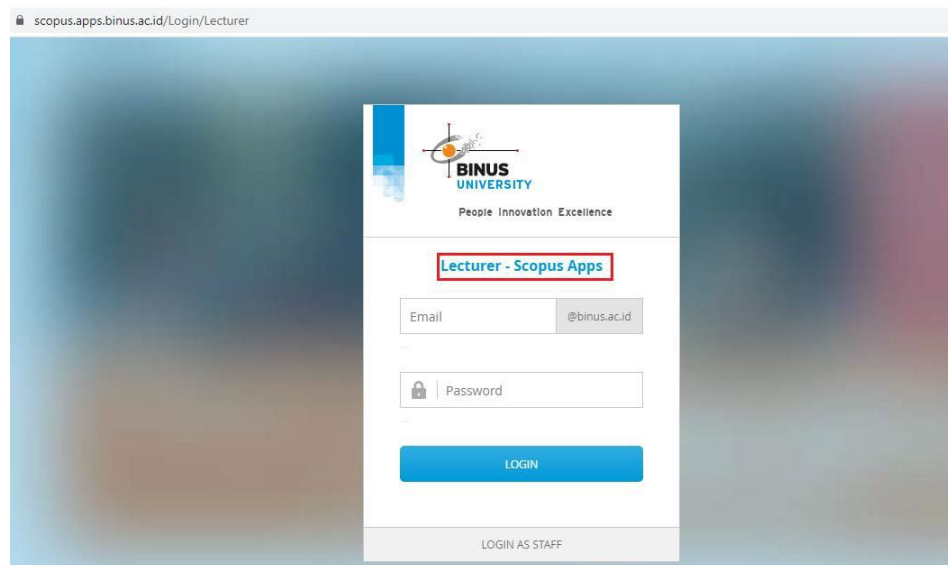 scopus.apps.binus.ac.id/Login/Lecturer
BINUS
UNIVERSITY
People Innovation Excellence
Lecturer - Scopus Apps
Email @binus.ac.id
Password
LOGIN
LOGIN AS STAFF